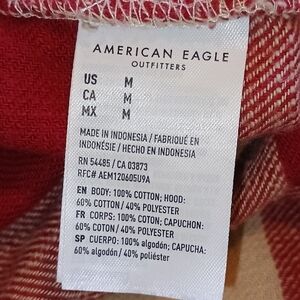 AMERICAN EAGLE
OUTFITTERS
US M
CA M
MX M
MADE IN INDONESIA / FABRIQUÉ EN
INDONÉSIE / HECHO EN INDONESIA
RN 54485 / CA 03873
RFC# AEM120605U9A
EN BODY: 100% COTTON; HOOD:
60% COTTON / 40% POLYESTER
FR CORPS: 100% COTON; CAPUCHON:
60% COTON / 40% POLYESTER
SP CUERPO: 100% algodón; CAPUCHA:
60% algodón / 40% poliéster